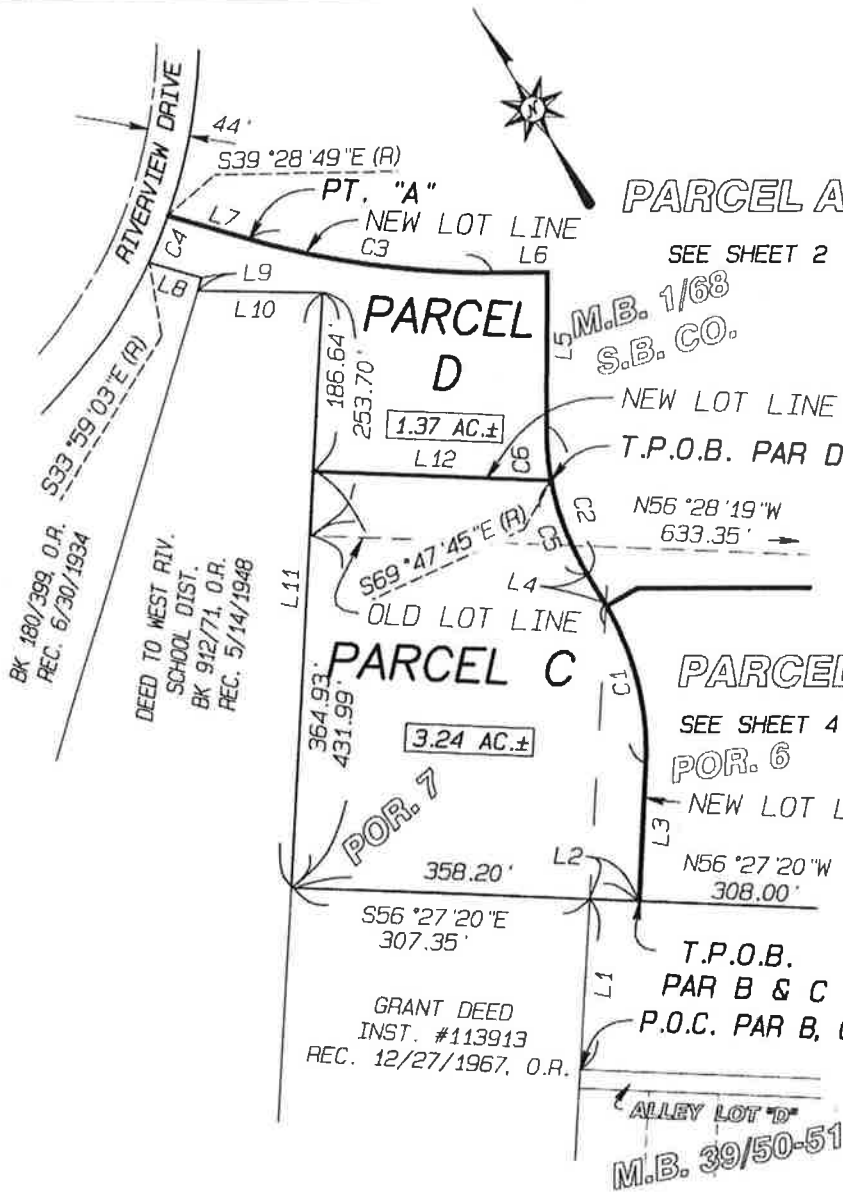 RIVERVIEW DRIVE
44'
S39°28'49"E (R)
N
PT. "A"
L7
NEW LOT LINE
C3
L6
PARCEL A
SEE SHEET 2
C4
L8
L9
L10
PARCEL
D
1.37 AC.±
186.64'
253.70'
L5
M.B. 1/68
S.B. CO.
NEW LOT LINE
L12
C6
T.P.O.B. PAR D
S33°59'03"E (R)
N56°28'19"W
633.35'
C2
C5
S69°47'45"E (R)
L4
OLD LOT LINE
BK 180/399, O.R.
REC. 6/30/1934
DEED TO WEST RIV.
SCHOOL DIST.
BK 912/71, O.R.
REC. 5/14/1948
L11
364.93'
431.99'
PARCEL C
3.24 AC.±
C1
PARCEL
SEE SHEET 4
POR. 6
NEW LOT L
L3
POR. 7
358.20'
L2
N56°27'20"W
308.00'
S56°27'20"E
307.35'
L1
T.P.O.B.
PAR B & C
P.O.C. PAR B,
GRANT DEED
INST. #113913
REC. 12/27/1967, O.R.
ALLEY LOT "D"
M.B. 39/50-51